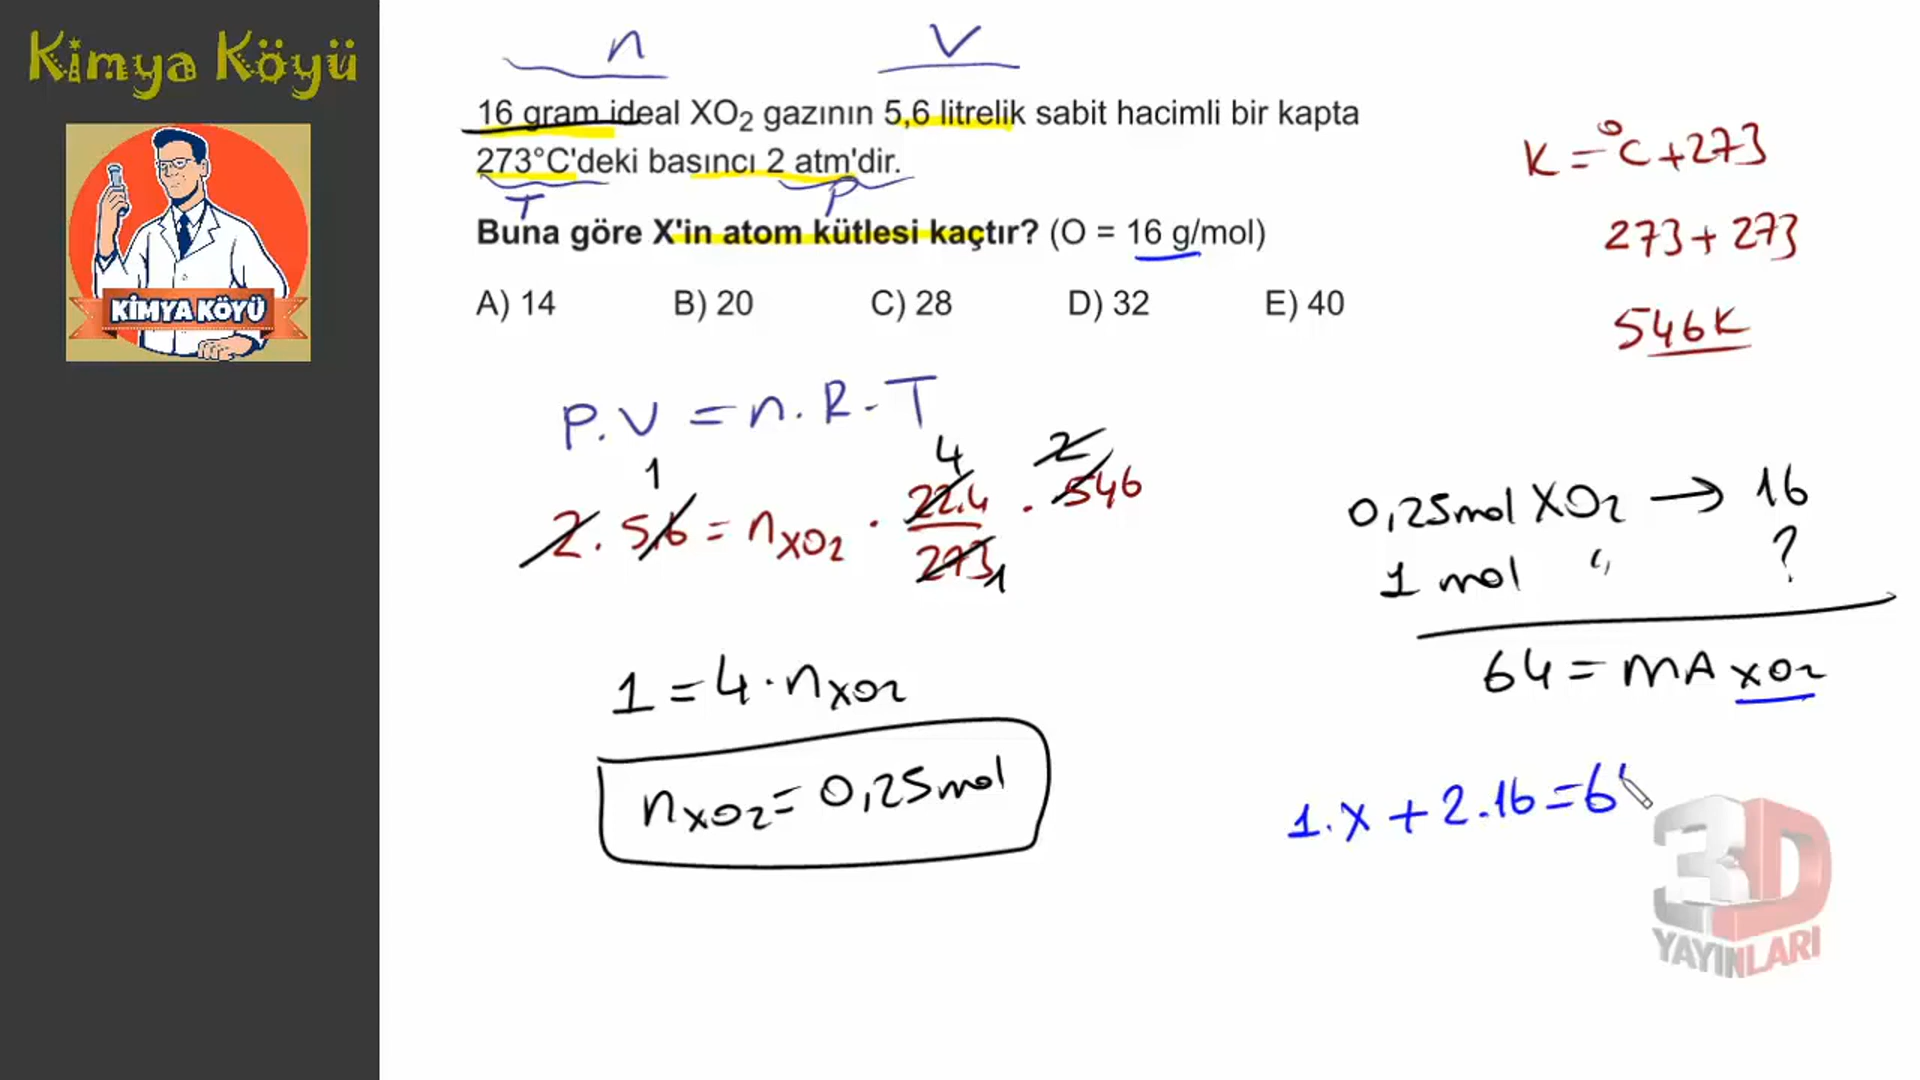 Kimya Köyü
KİMYA KÖYÜ
n V
16 gram ideal XO₂ gazının 5,6 litrelik sabit hacimli bir kapta
273°C'deki basıncı 2 atm'dir.
T P
Buna göre X'in atom kütlesi kaçtır? (O = 16 g/mol)
A) 14 B) 20 C) 28 D) 32 E) 40
K = °C + 273
273 + 273
546K
P.V = n.R.T
1 4 2
2 . 5,6 = nXO₂ . 22.4 . 546
273 1
1 = 4 . nXO₂
nXO₂ = 0,25 mol
0,25 mol XO₂ → 16
1 mol " ?
64 = MA XO₂
1.X + 2.16 = 6
3D
YAYINLARI